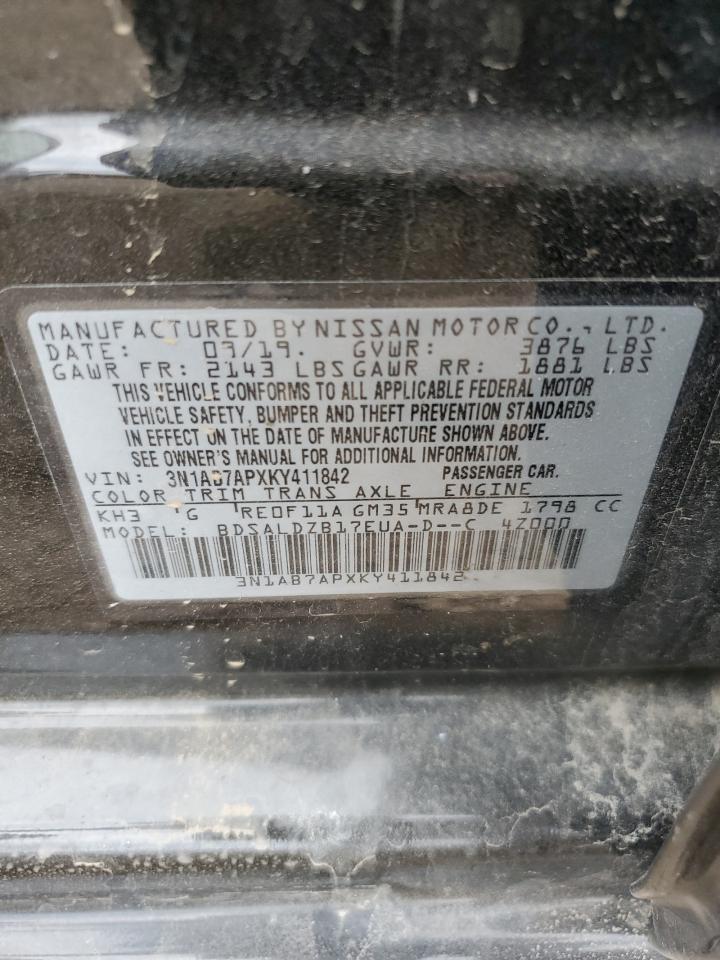 MANUFACTURED BY NISSAN MOTOR CO., LTD.
DATE: 03/19. GVWR: 3876 LBS
GAWR FR: 2143 LBS GAWR RR: 1881 LBS
THIS VEHICLE CONFORMS TO ALL APPLICABLE FEDERAL MOTOR
VEHICLE SAFETY, BUMPER AND THEFT PREVENTION STANDARDS
IN EFFECT ON THE DATE OF MANUFACTURE SHOWN ABOVE.
SEE OWNER'S MANUAL FOR ADDITIONAL INFORMATION.
VIN: 3N1AB7APXKY411842 PASSENGER CAR.
COLOR TRIM TRANS AXLE ENGINE
KH3 G RE0F11A GM35 MRA8DE 1798 CC
MODEL: BDSALDZB17EUA-D--C 4Z000
3N1AB7APXKY411842